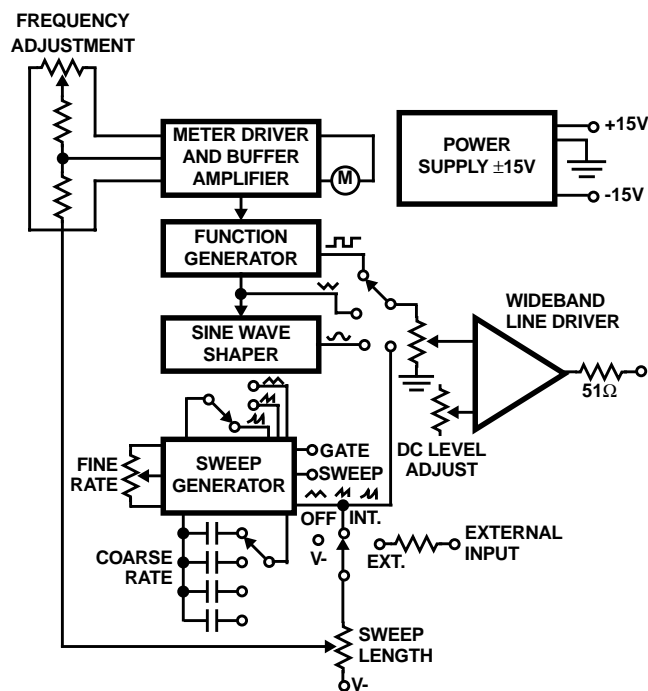 FREQUENCY
ADJUSTMENT
METER DRIVER
AND BUFFER
AMPLIFIER
M
POWER
SUPPLY ±15V
+15V
-15V
FUNCTION
GENERATOR
SINE WAVE
SHAPER
WIDEBAND
LINE DRIVER
51Ω
DC LEVEL
ADJUST
FINE
RATE
SWEEP
GENERATOR
GATE
SWEEP
OFF
INT.
V-
EXT.
EXTERNAL
INPUT
COARSE
RATE
SWEEP
LENGTH
V-